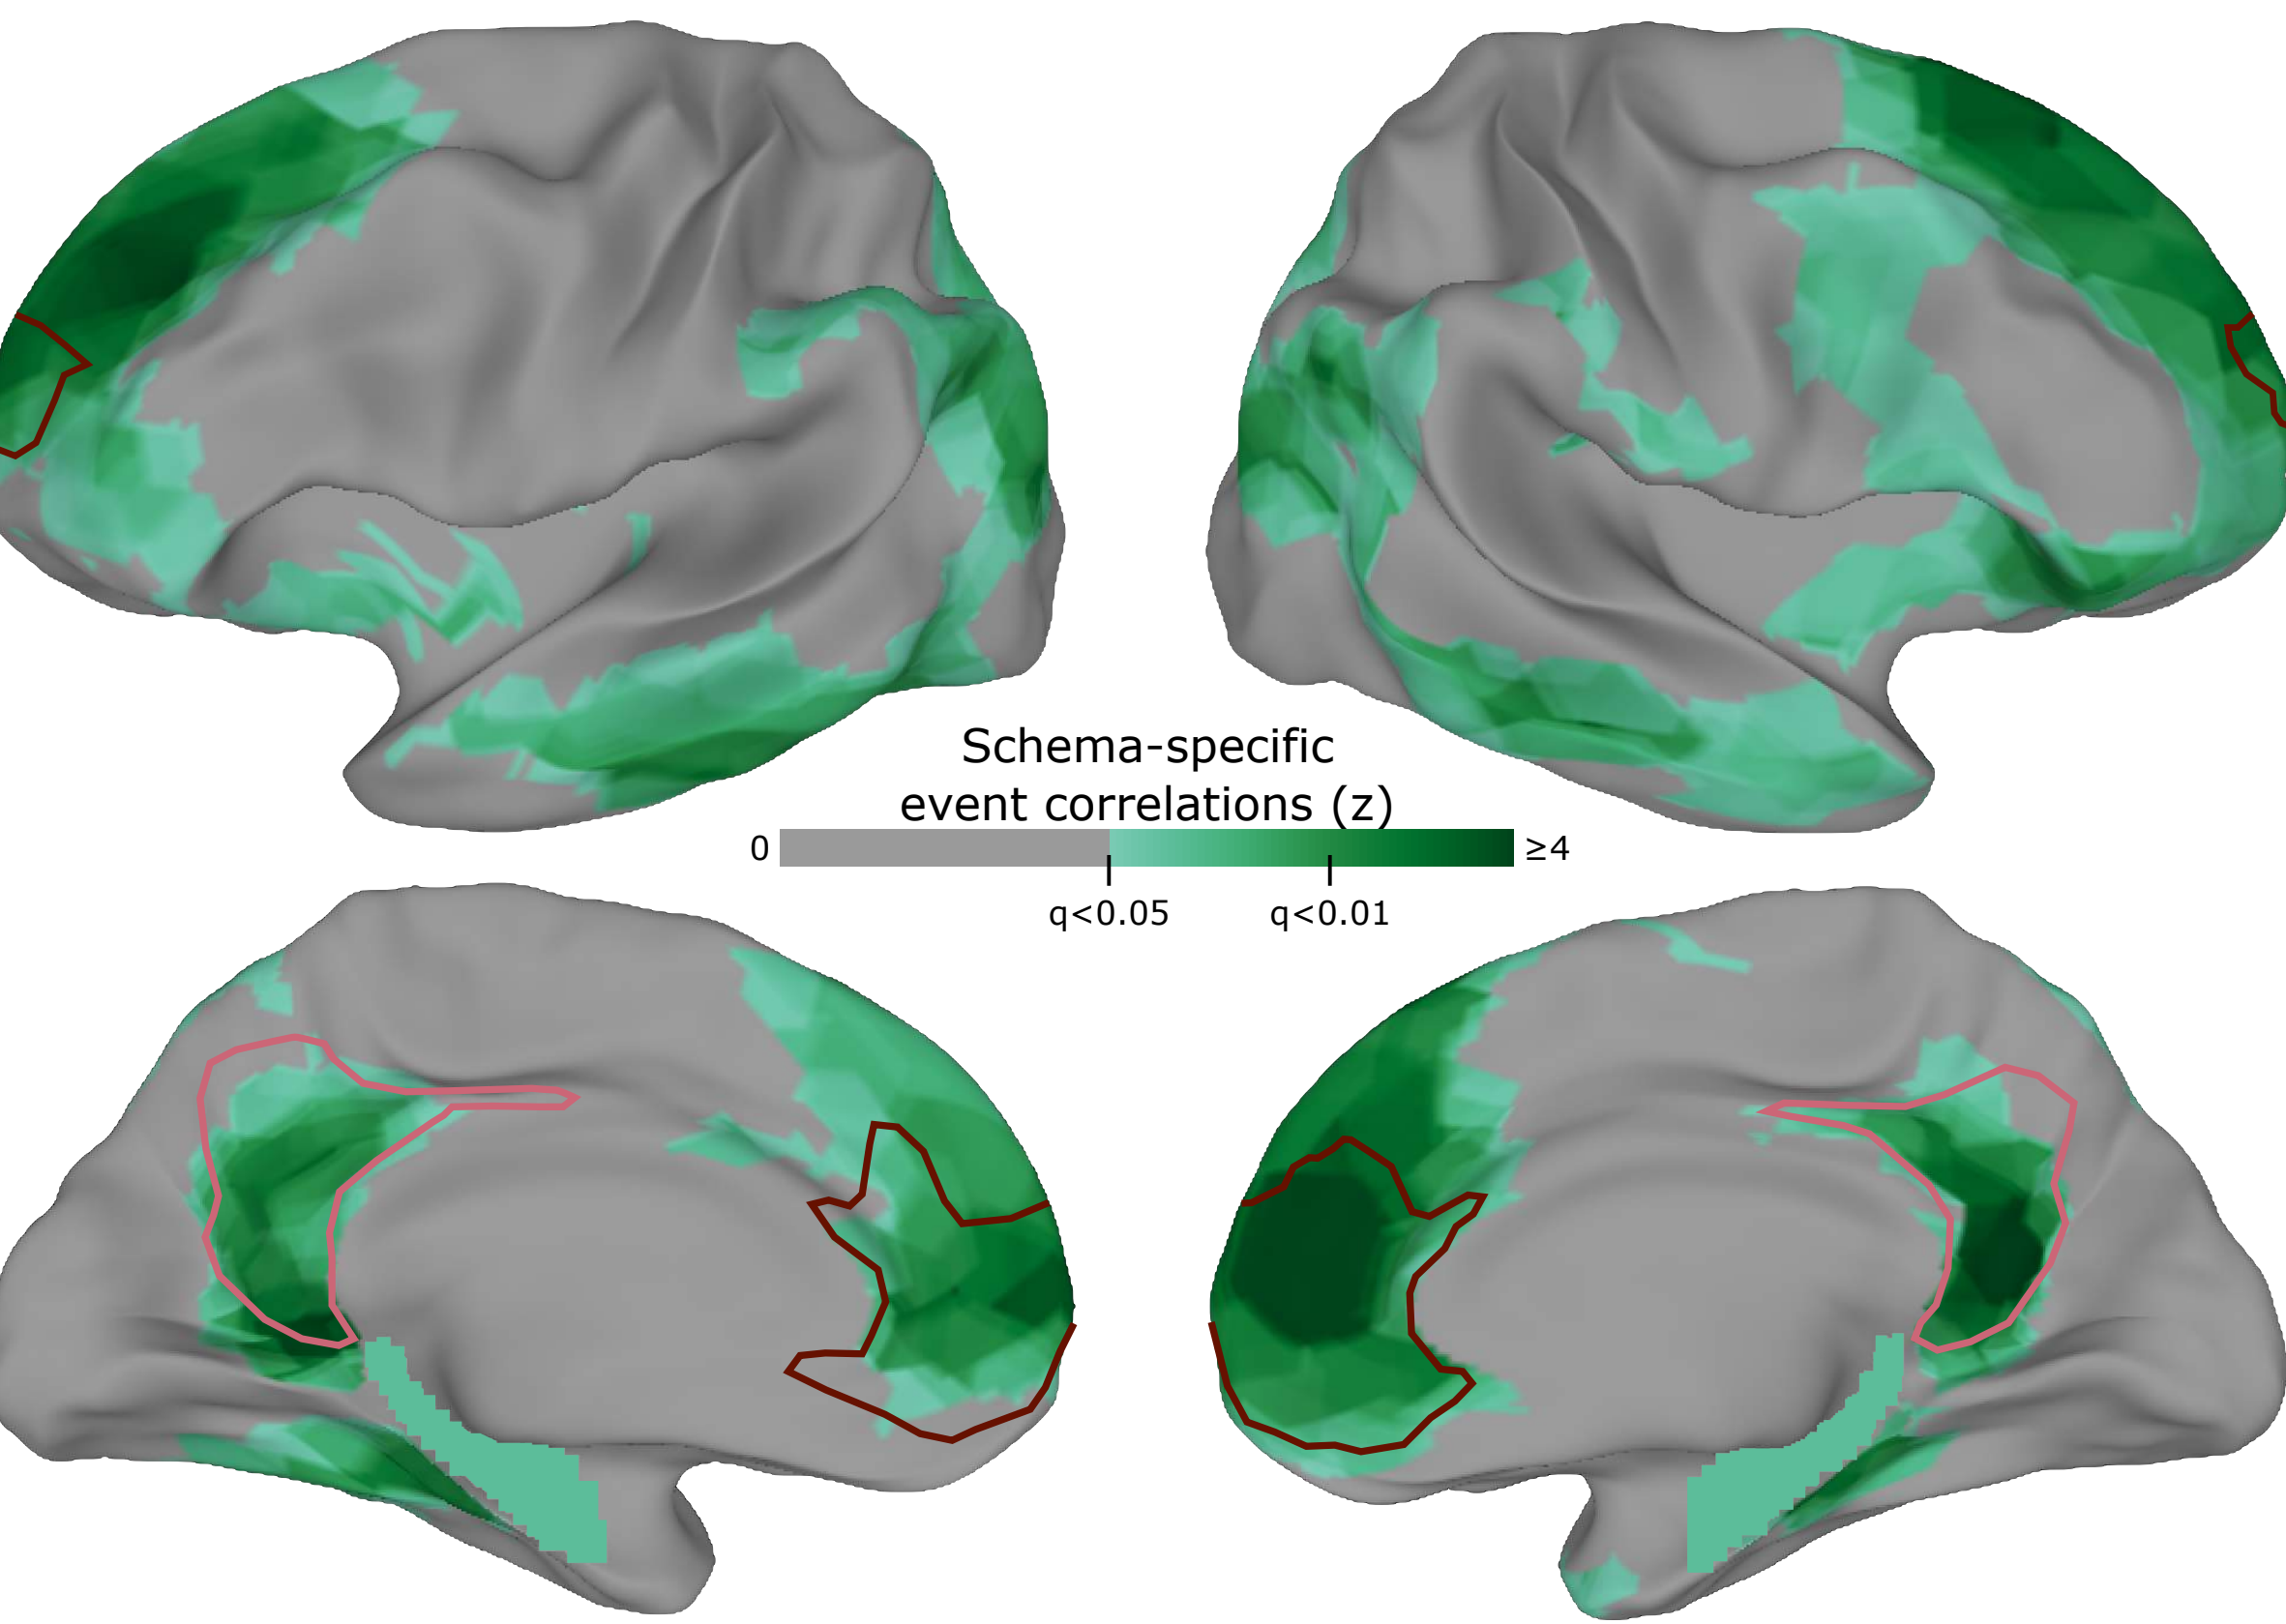 Schema-specific
event correlations (z)
0 ≥4
q<0.05 q<0.01